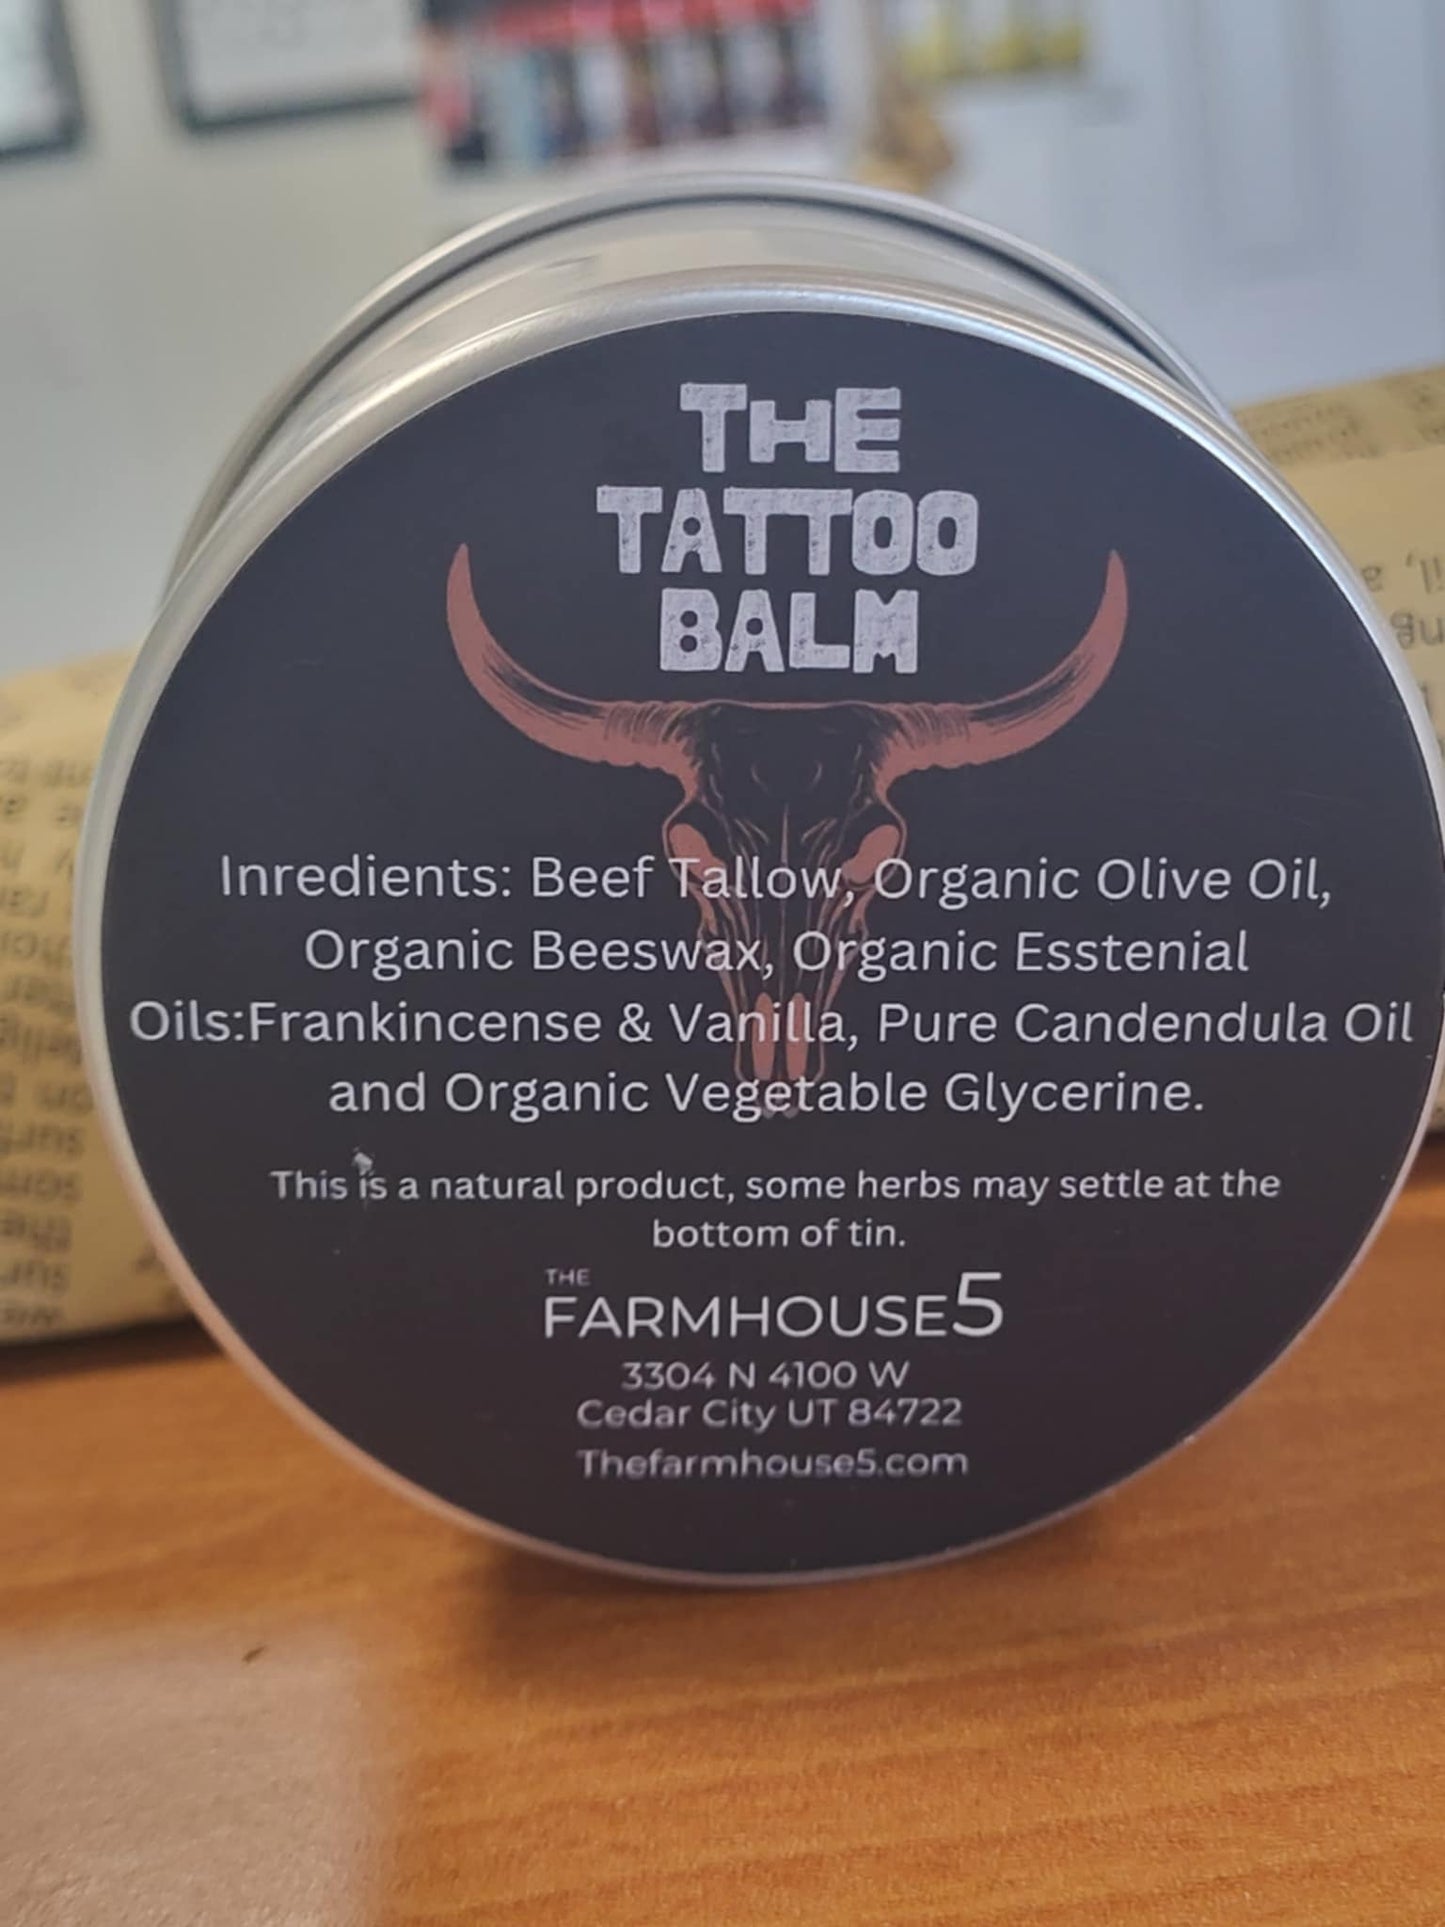 THE
TATTOO
BALM
Inredients: Beef Tallow, Organic Olive Oil,
Organic Beeswax, Organic Esstenial
Oils:Frankincense & Vanilla, Pure Candendula Oil
and Organic Vegetable Glycerine.
This is a natural product, some herbs may settle at the
bottom of tin.
THE
FARMHOUSE5
3304 N 4100 W
Cedar City UT 84722
Thefarmhouse5.com